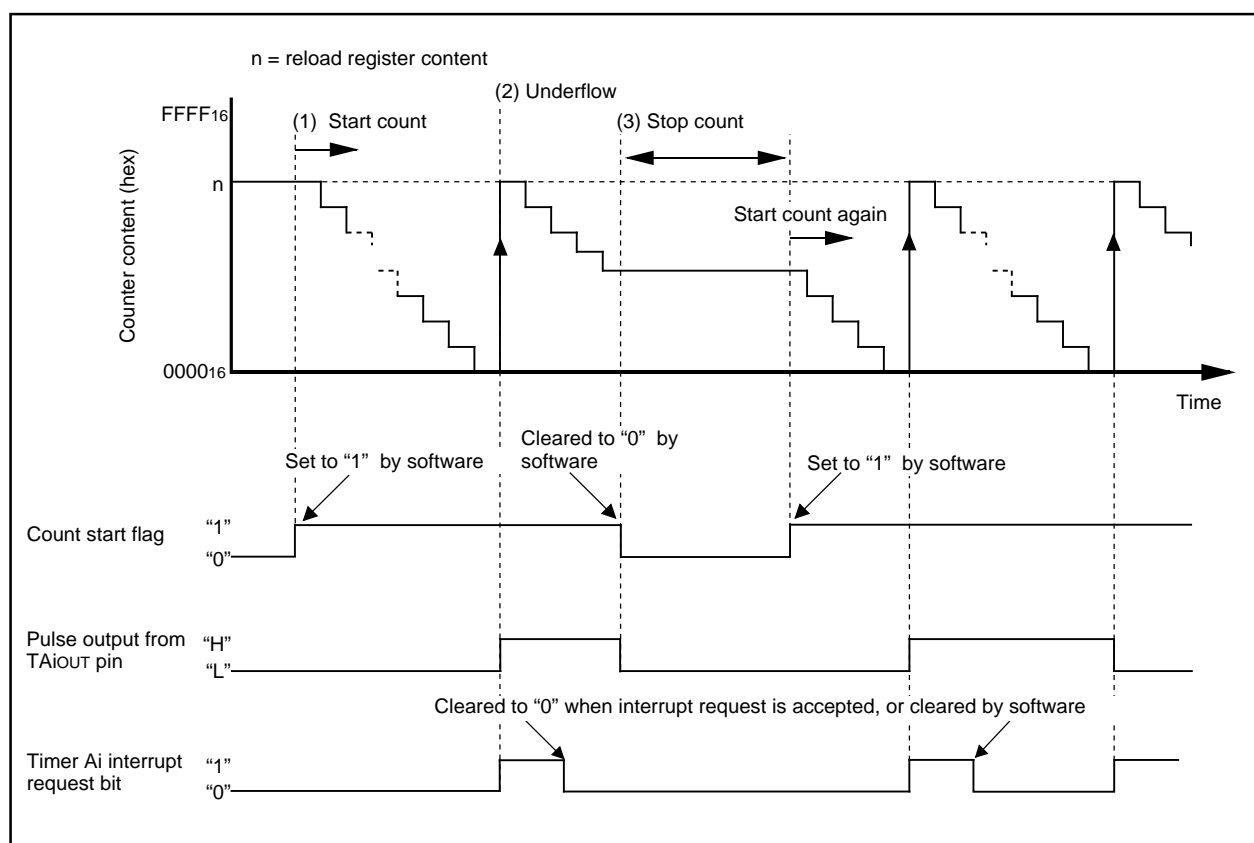 n = reload register content
(2) Underflow
FFFF16
(1) Start count
(3) Stop count
n
Start count again
Counter content (hex)
000016
Time
Cleared to “0” by
software
Set to “1” by software
Set to “1” by software
Count start flag
“1”
“0”
Pulse output from
TAiOUT pin
“H”
“L”
Cleared to “0” when interrupt request is accepted, or cleared by software
Timer Ai interrupt
request bit
“1”
“0”